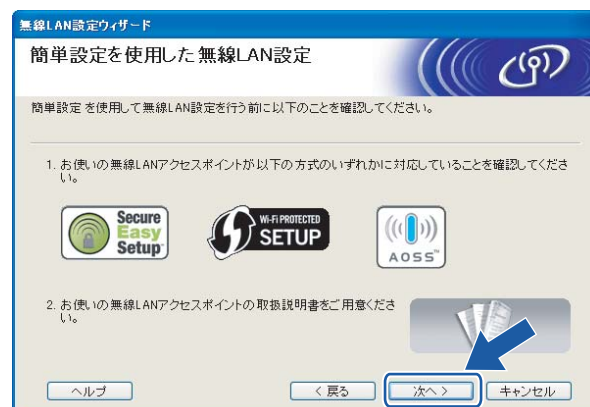 無線LAN設定ウィザード
簡単設定を使用した無線LAN設定
簡単設定 を使用して無線LAN設定を行う前に以下のことを確認してください。
1. お使いの無線LANアクセスポイントが以下の方式のいずれかに対応していることを確認してくださ
い。
Secure
Easy
Setup
Wi-Fi PROTECTED
SETUP
AOSS™
2. お使いの無線LANアクセスポイントの取扱説明書をご用意くださ
い。
ヘルプ
< 戻る
次へ >
キャンセル